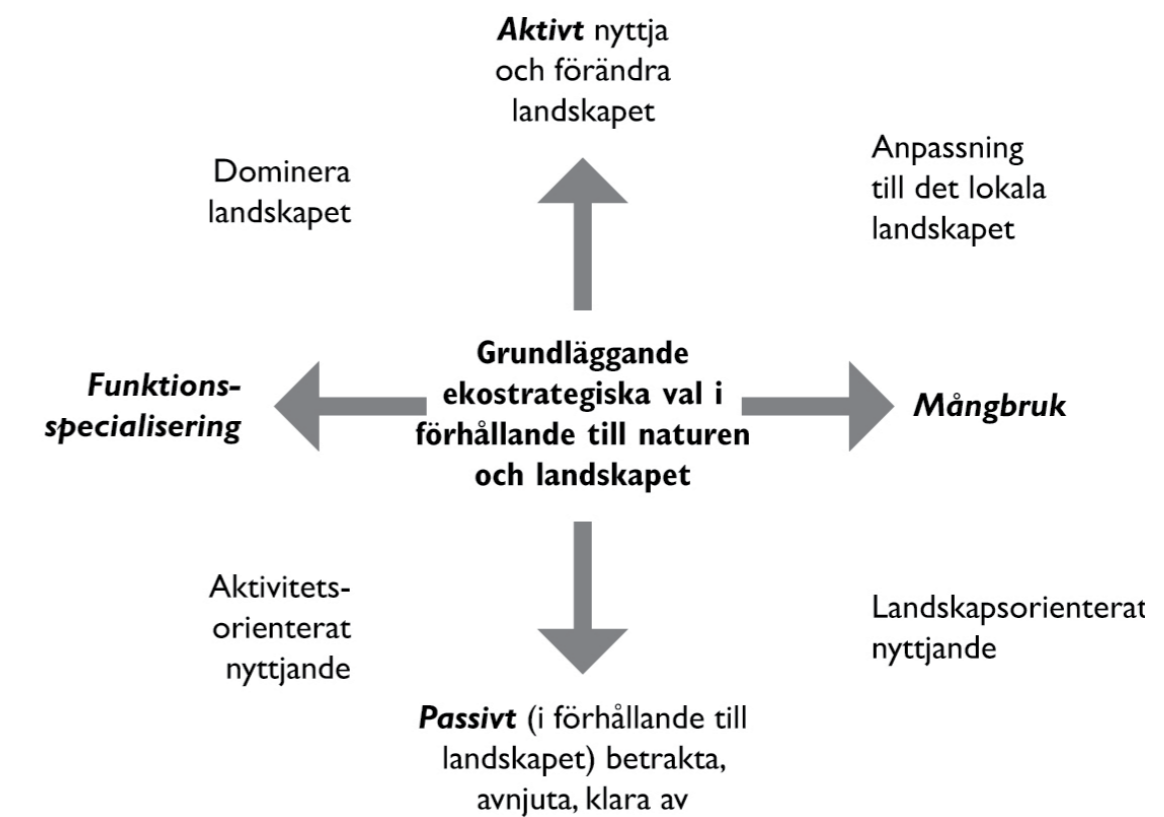 Aktivt nyttja
och förändra
landskapet
Dominera
landskapet
Anpassning
till det lokala
landskapet
Funktions-
specialisering
Grundläggande
ekostrategiska val i
förhållande till naturen
och landskapet
Mångbruk
Aktivitets-
orienterat
nyttjande
Landskapsorienterat
nyttjande
Passivt (i förhållande till
landskapet) betrakta,
avnjuta, klara av